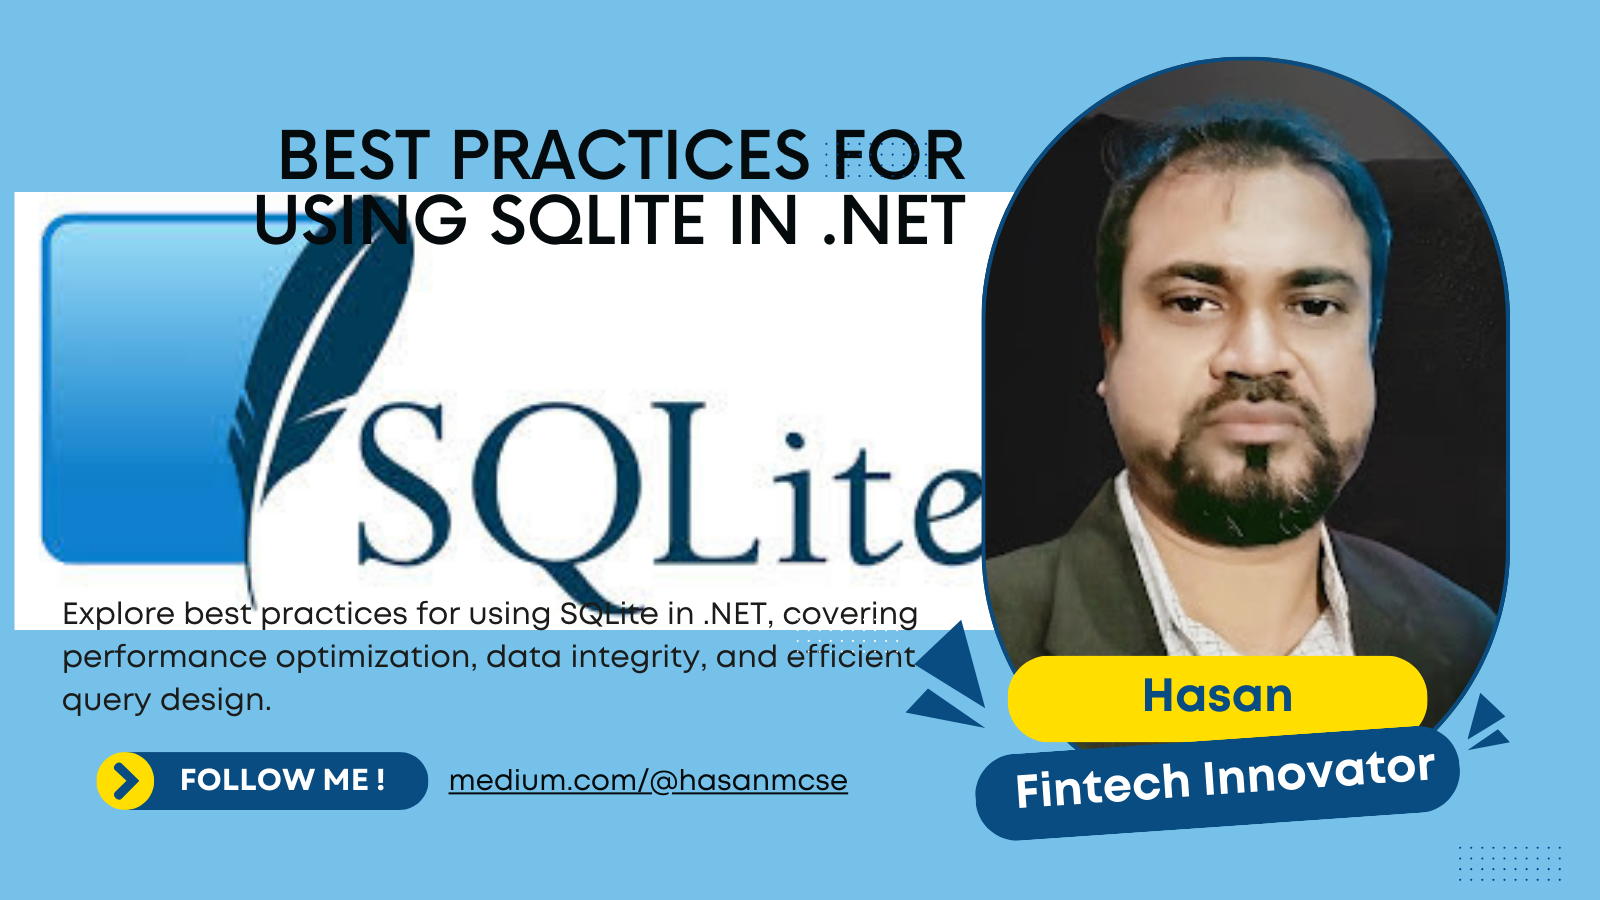 BEST PRACTICES FOR
USING SQLITE IN .NET
SQLite
Explore best practices for using SQLite in .NET, covering
performance optimization, data integrity, and efficient
query design.
FOLLOW ME !
medium.com/@hasanmcse
Hasan
Fintech Innovator